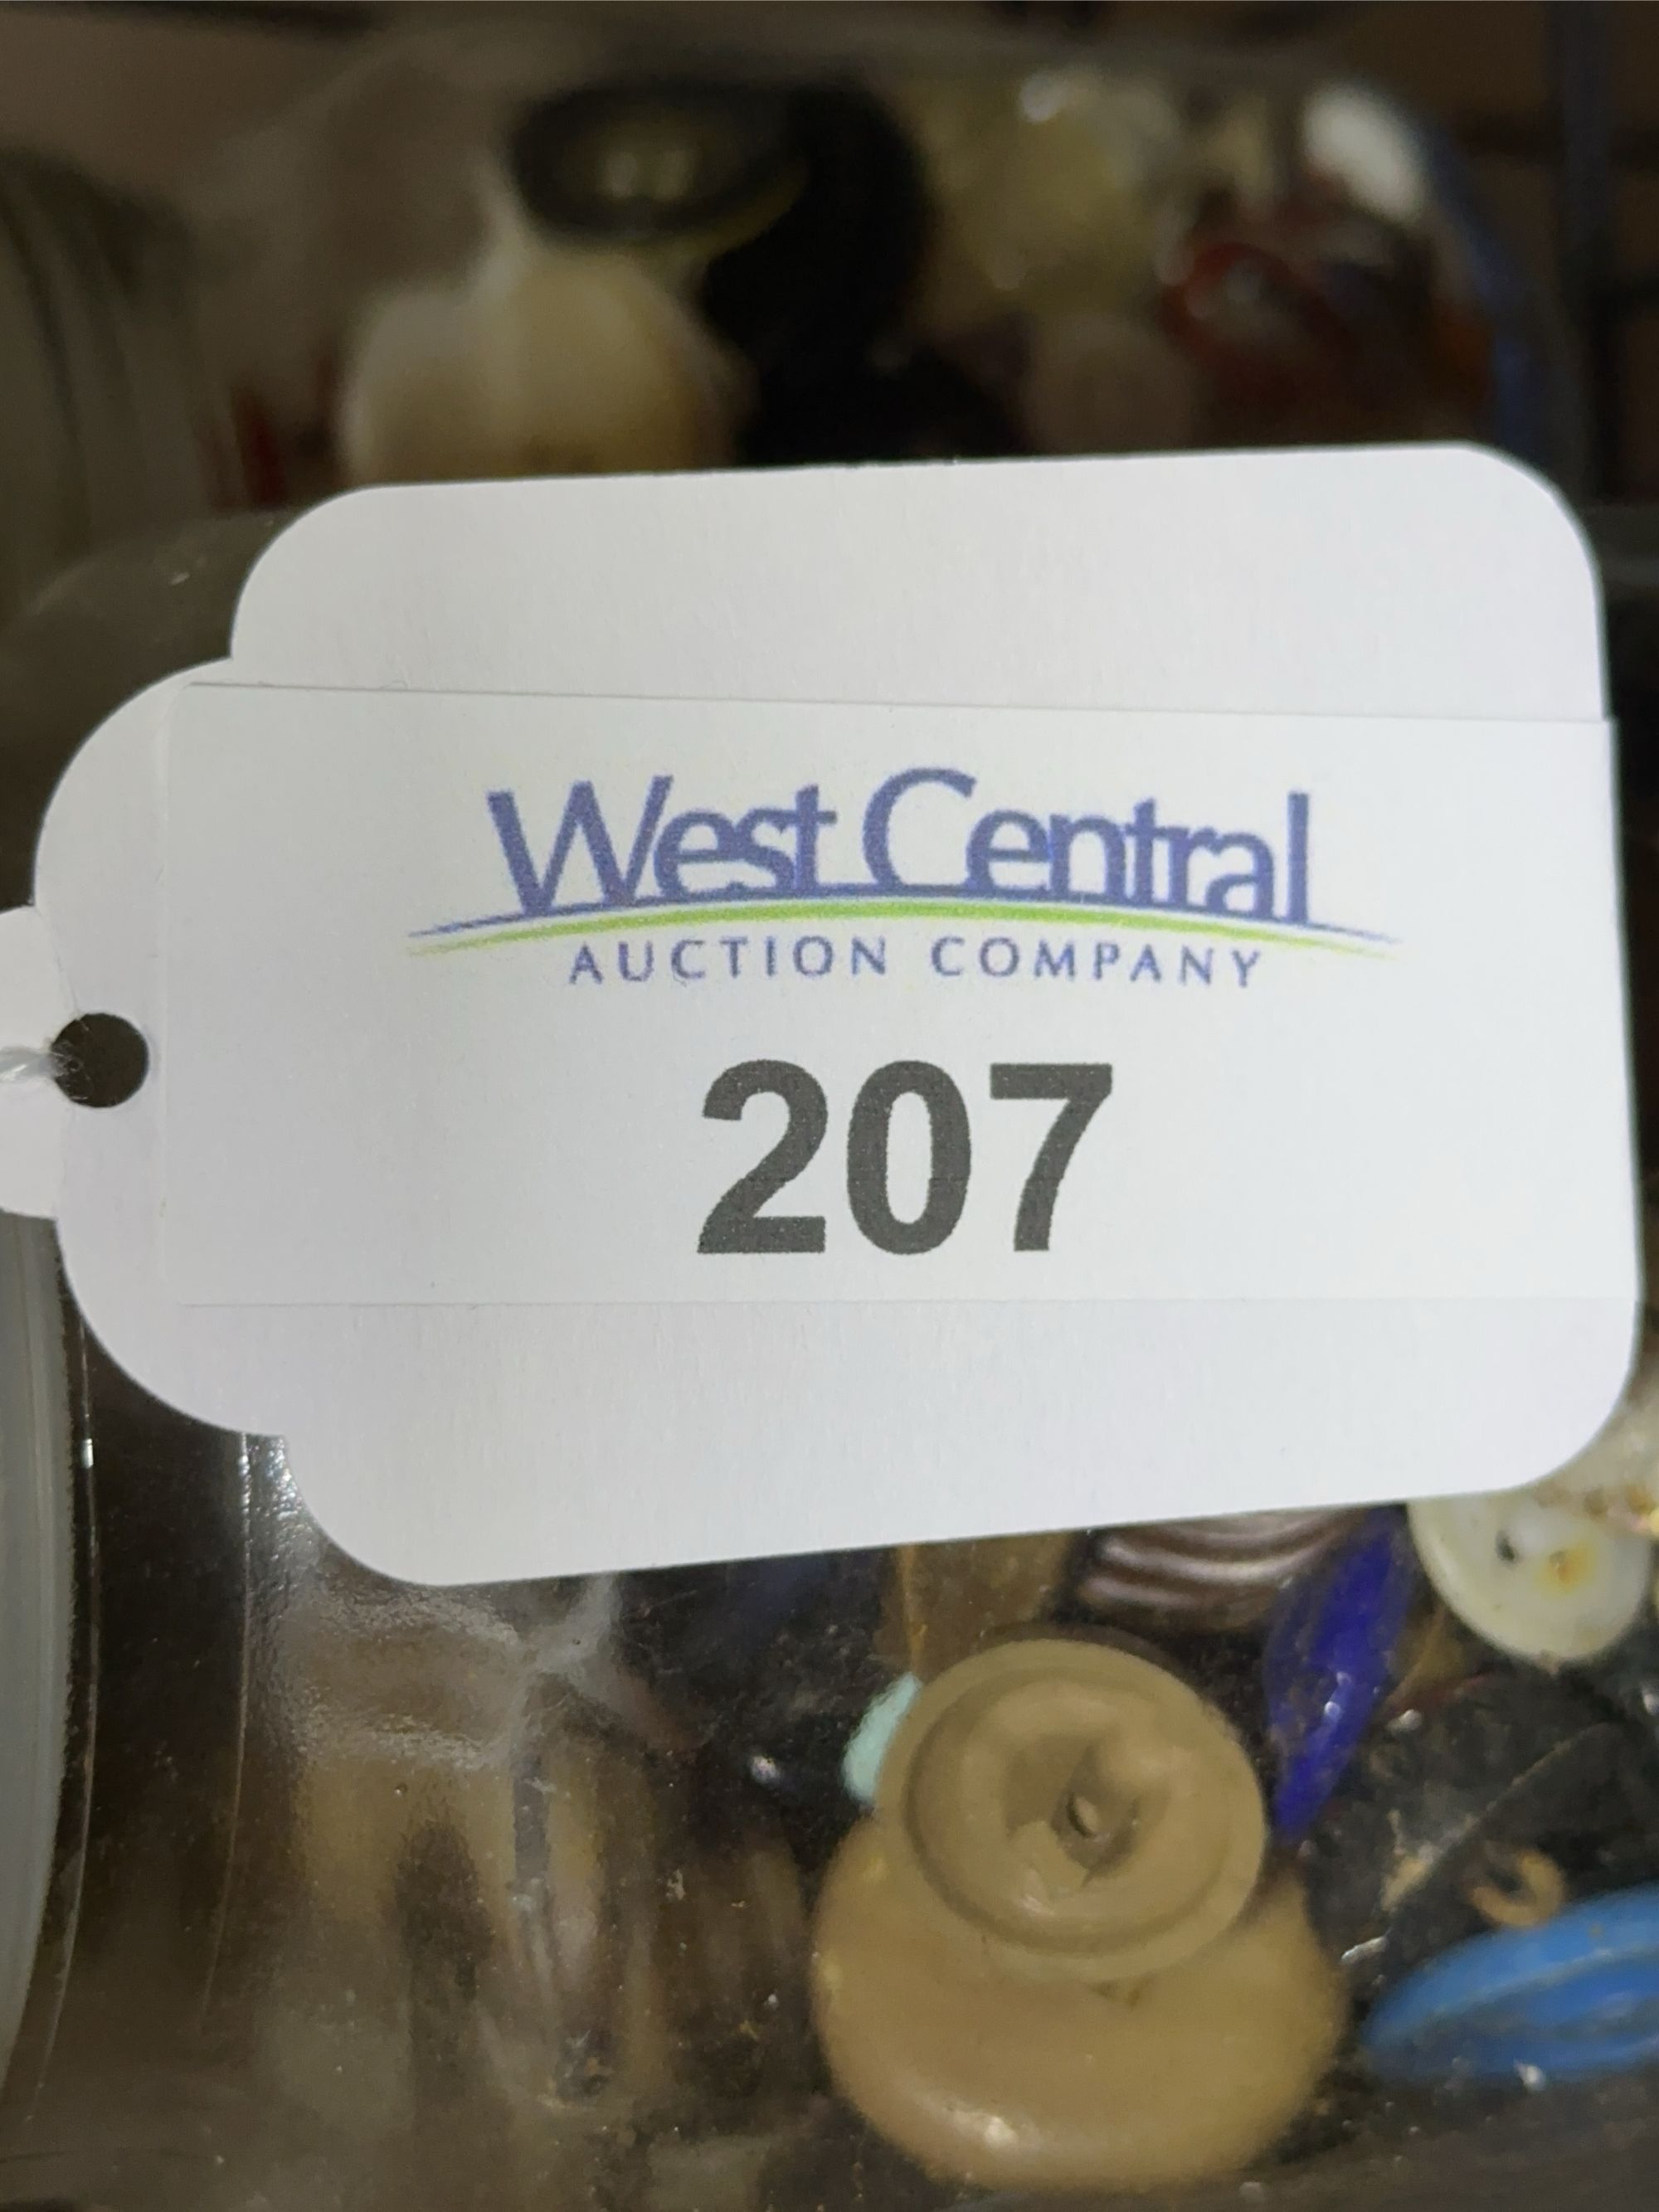 West Central
AUCTION COMPANY
207